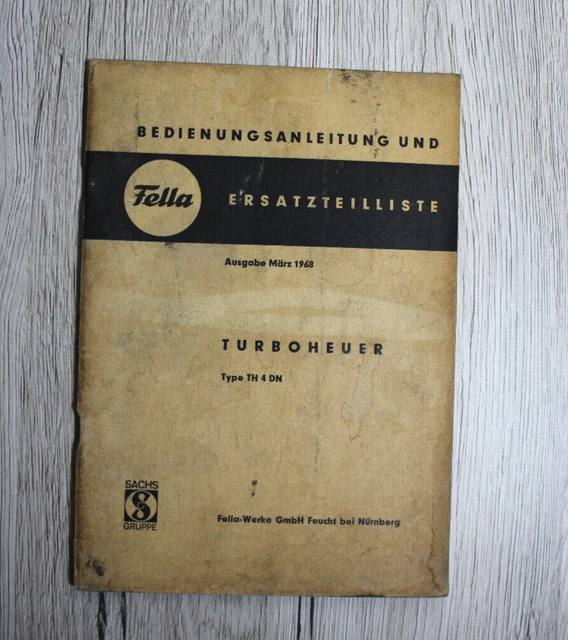 BEDIENUNGSANLEITUNG UND
Fella
ERSATZTEILLISTE
Ausgabe März 1968
TURBOHEUER
Type TH 4 DN
SACHS
GRUPPE
Fella-Werke GmbH Feucht bei Nürnberg